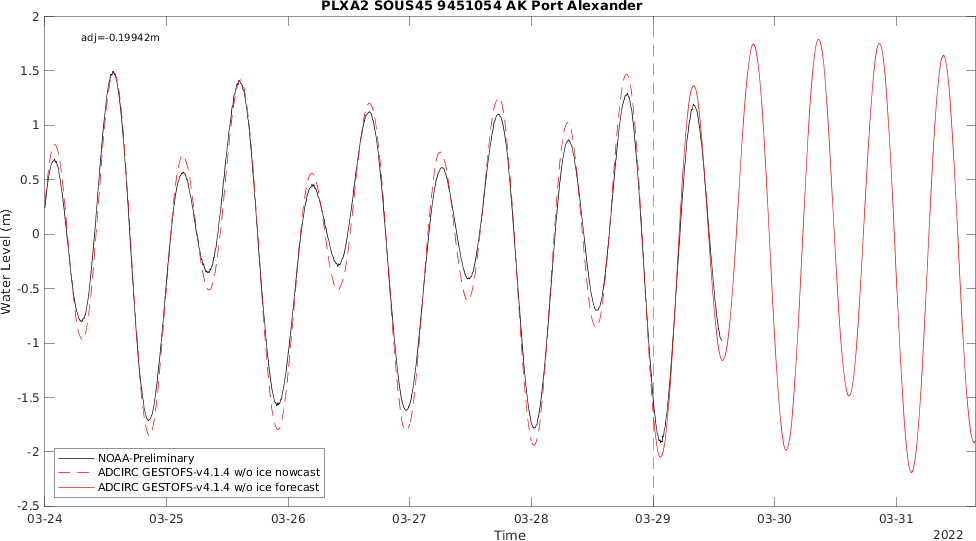 PLXA2 SOUS45 9451054 AK Port Alexander
adj=-0.19942m
2
1.5
1
0.5
0
-0.5
-1
-1.5
-2
-2.5
Water Level (m)
NOAA-Preliminary
ADCIRC GESTOFS-v4.1.4 w/o ice nowcast
ADCIRC GESTOFS-v4.1.4 w/o ice forecast
03-24 03-25 03-26 03-27 03-28 03-29 03-30 03-31
Time
2022